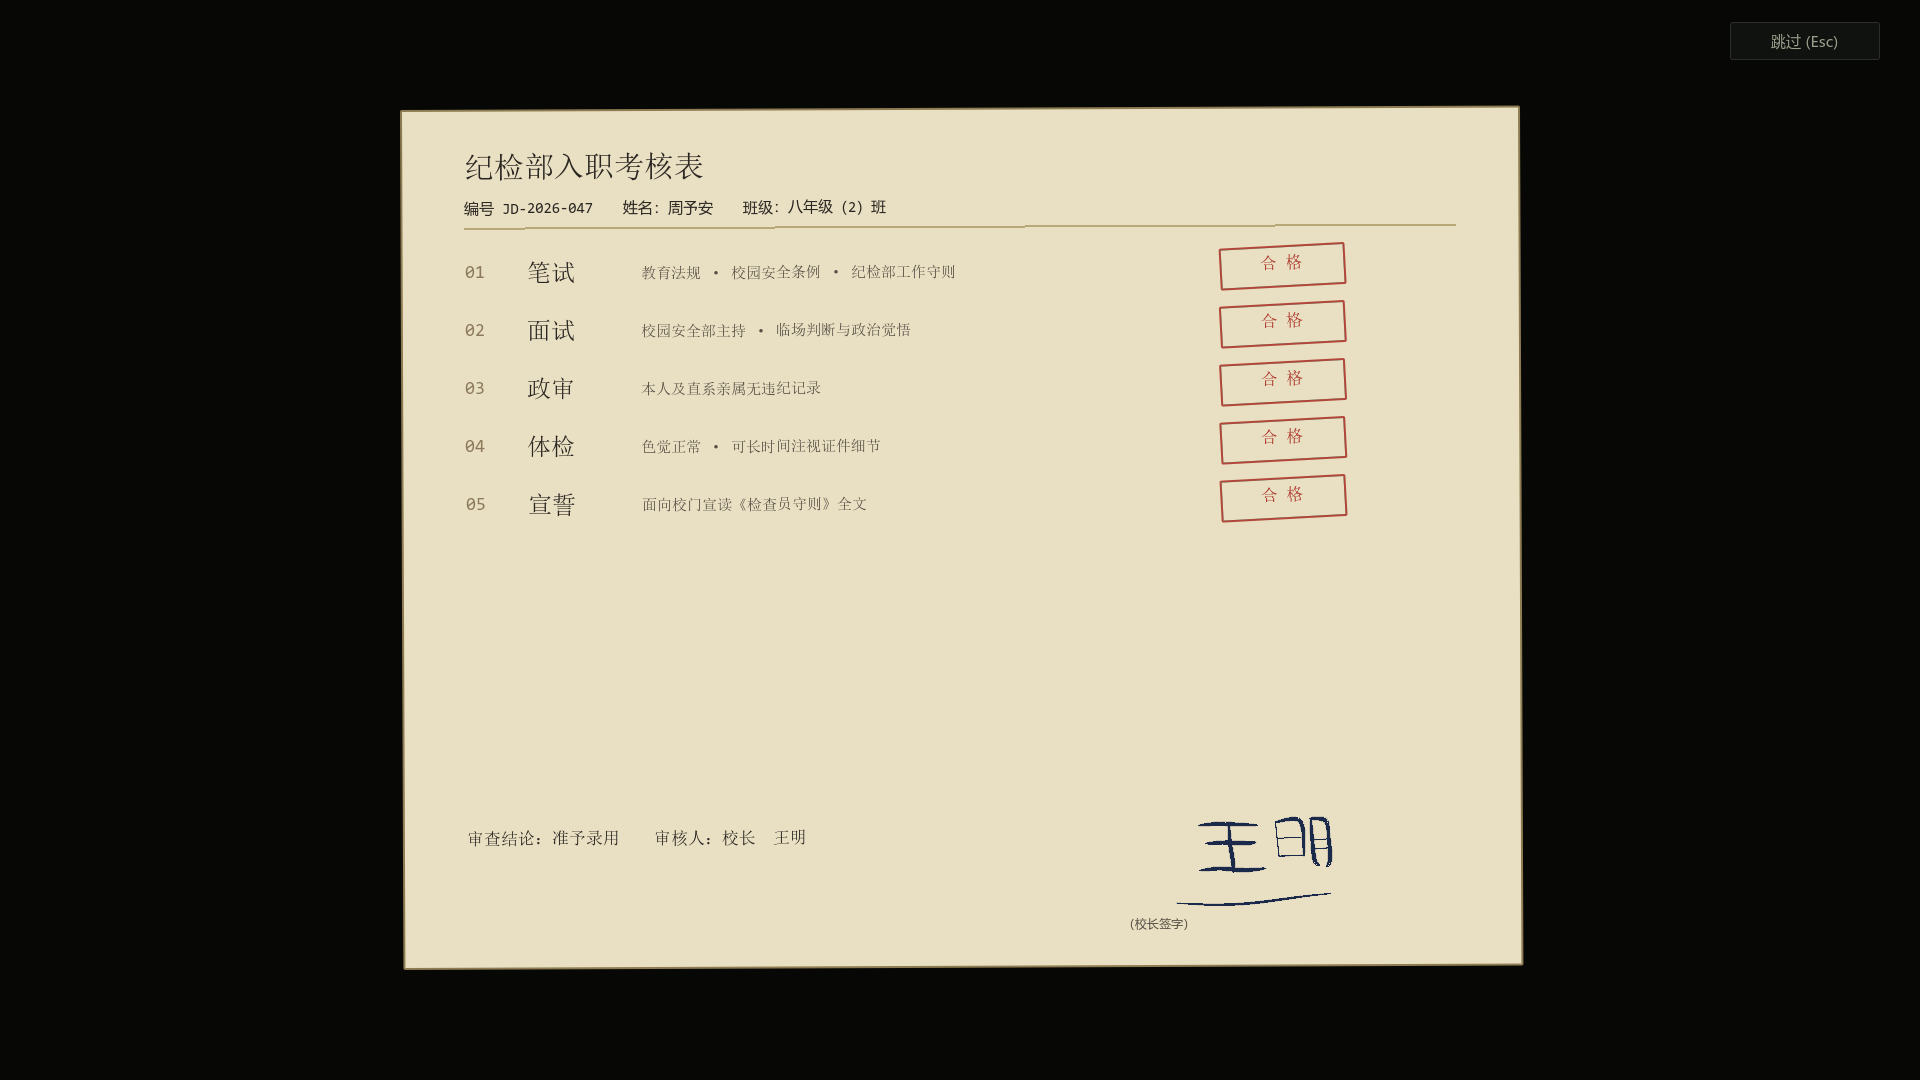 跳过 (Esc)
纪检部入职考核表
编号 JD-2026-047 姓名: 周予安 班级: 八年级 (2) 班
01 笔试 教育法规 • 校园安全条例 • 纪检部工作守则 合 格
02 面试 校园安全部主持 • 临场判断与政治觉悟 合 格
03 政审 本人及直系亲属无违纪记录 合 格
04 体检 色觉正常 • 可长时间注视证件细节 合 格
05 宣誓 面向校门宣读《检查员守则》全文 合 格
审查结论: 准予录用 审核人: 校长 王明
王明
(校长签字)